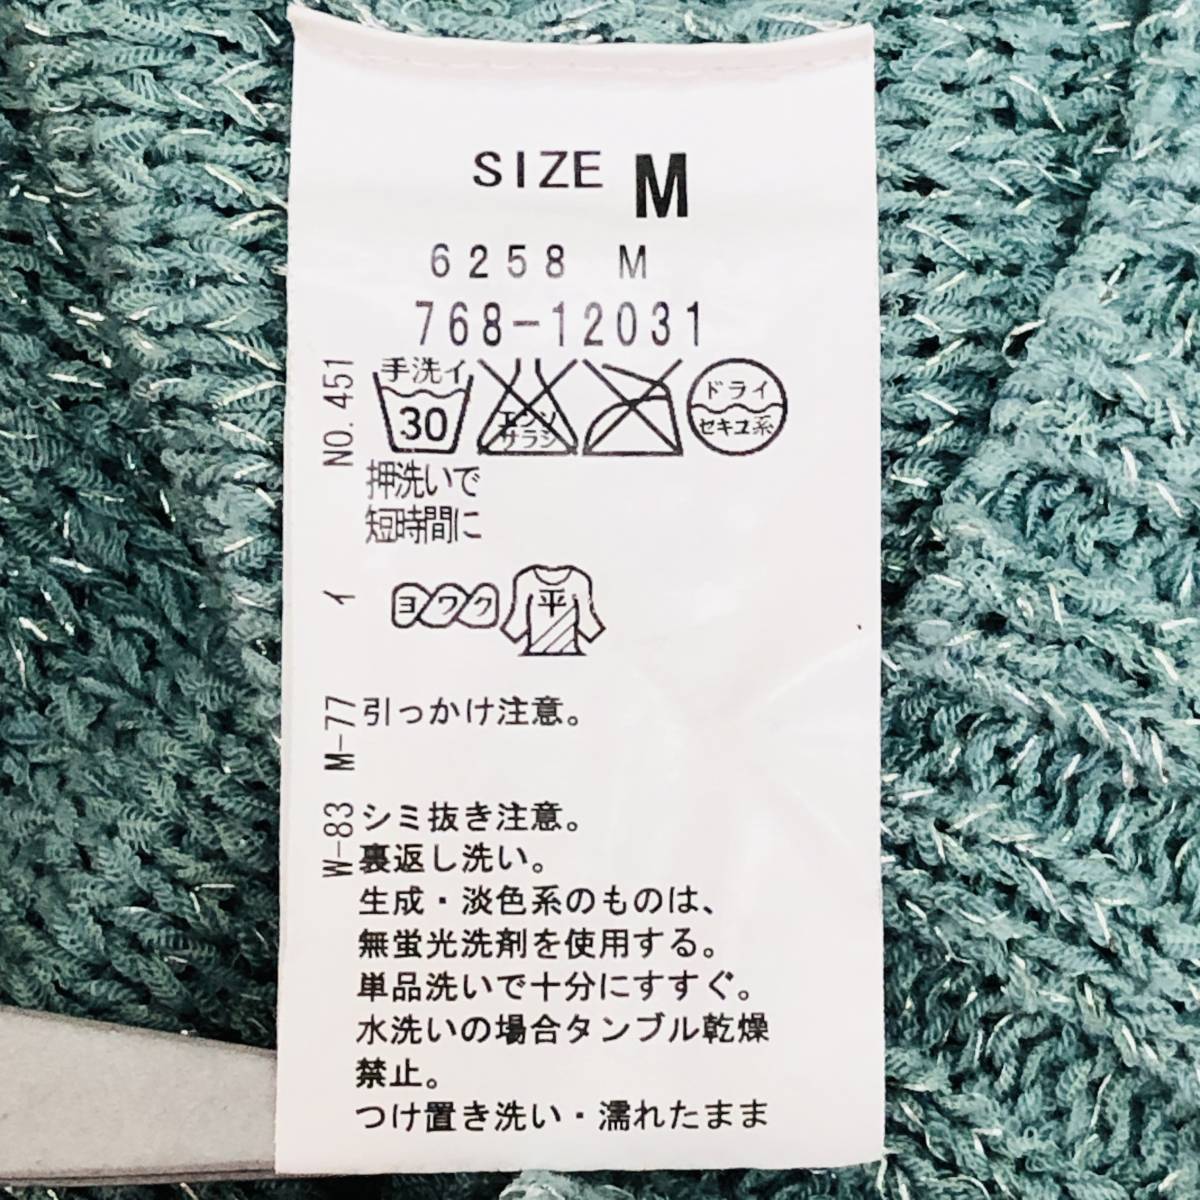 SIZE M
6258 M
768-12031
手洗イ
30
エンソ
サラシ
ドライ
セキユ系
押洗いで
短時間に
ヨワク
平
引っかけ注意。
シミ抜き注意。
裏返し洗い。
生成・淡色系のものは、
無蛍光洗剤を使用する。
単品洗いで十分にすすぐ。
水洗いの場合タンブル乾燥
禁止。
つけ置き洗い・濡れたまま
W-83 M-77 イ NO.451